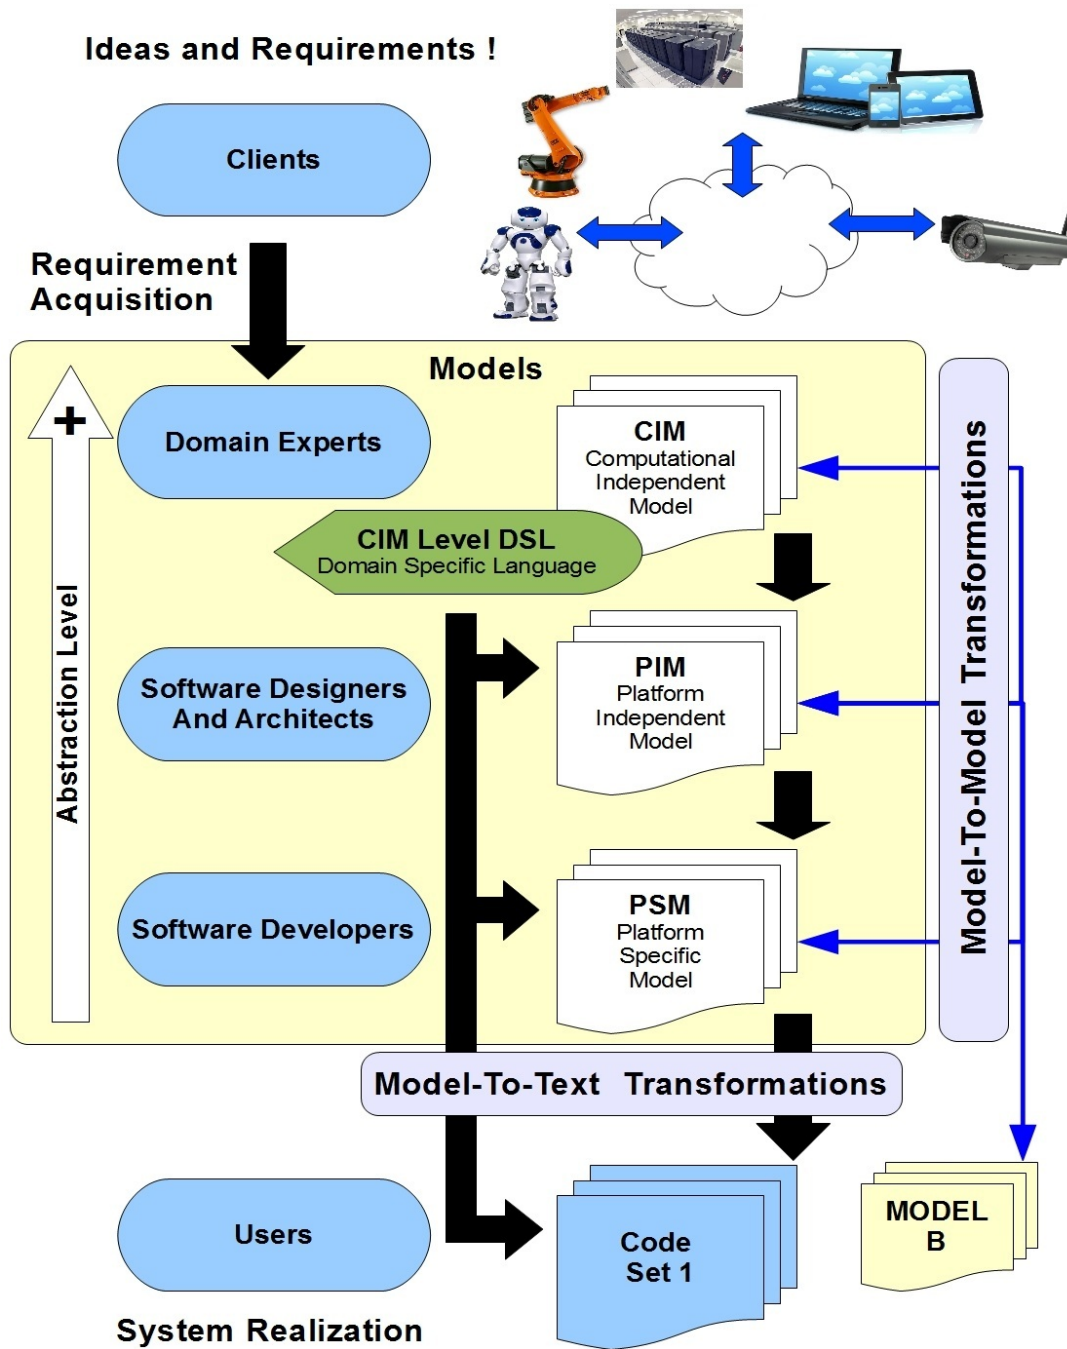 Ideas and Requirements !
Clients
Requirement
Acquisition
Models
+
Domain Experts
CIM
Computational
Independent
Model
CIM Level DSL
Domain Specific Language
Abstraction Level
Software Designers
And Architects
PIM
Platform
Independent
Model
Model-To-Model Transformations
Software Developers
PSM
Platform
Specific
Model
Model-To-Text Transformations
Users
Code
Set 1
MODEL
B
System Realization